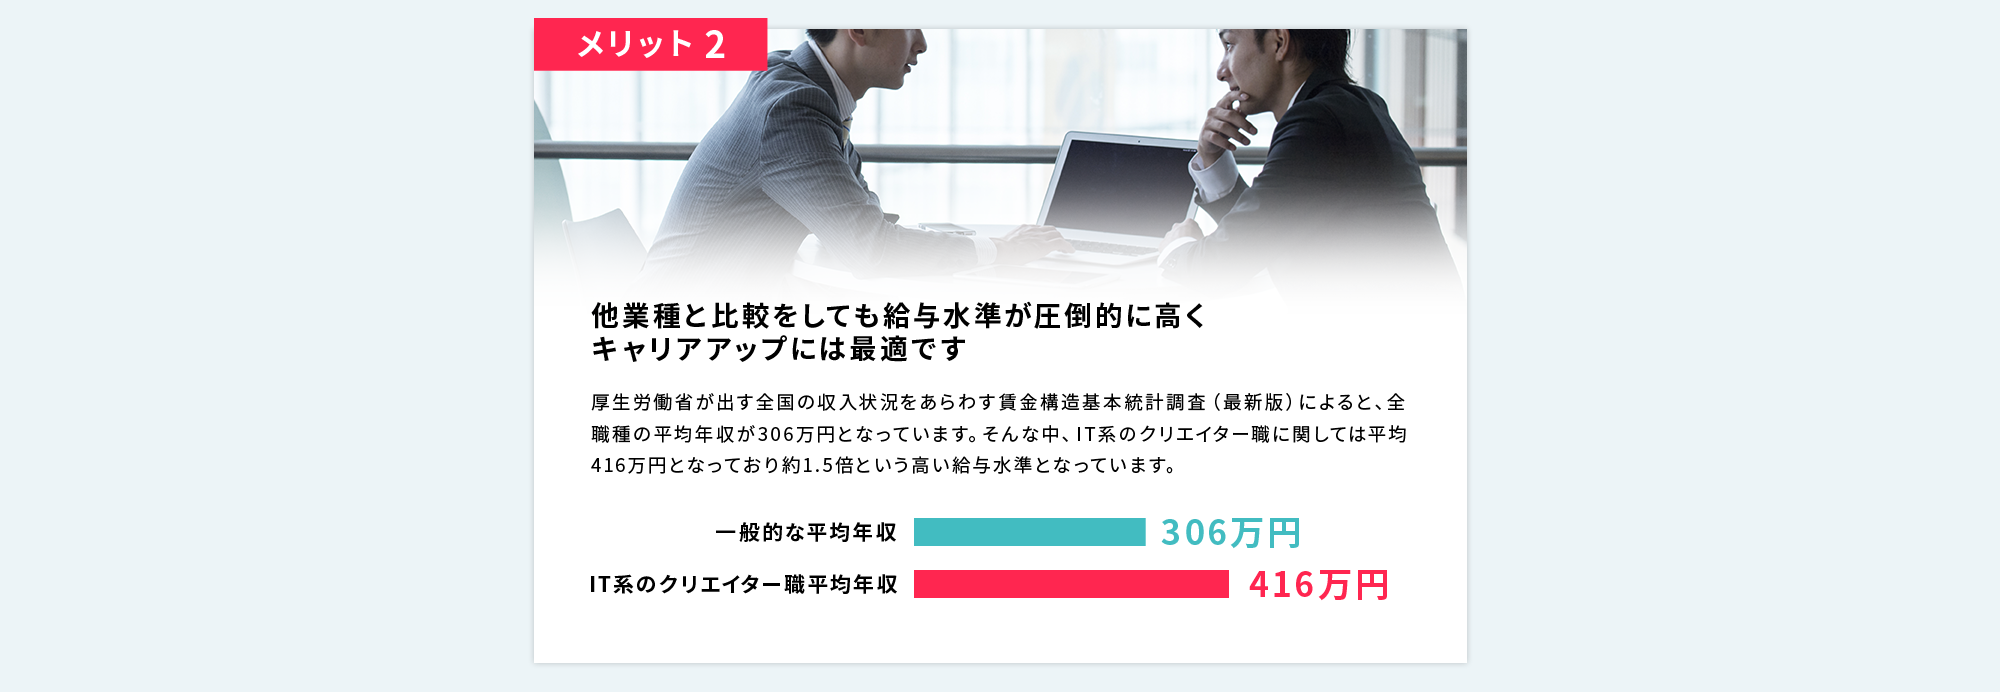 メリット 2
他業種と比較をしても給与水準が圧倒的に高く
キャリアアップには最適です
厚生労働省が出す全国の収入状況をあらわす賃金構造基本統計調査（最新版）によると、全
職種の平均年収が306万円となっています。そんな中、IT系のクリエイター職に関しては平均
416万円となっており約1.5倍という高い給与水準となっています。
一般的な平均年収 306万円
IT系のクリエイター職平均年収 416万円